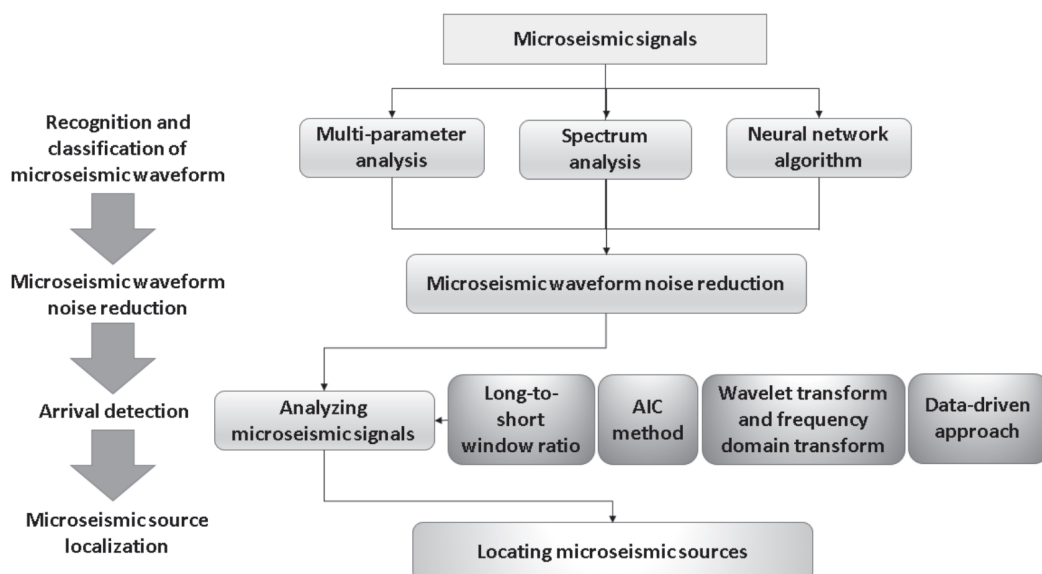 Microseismic signals
Recognition and
classification of
microseismic waveform
Multi-parameter
analysis
Spectrum
analysis
Neural network
algorithm
Microseismic waveform
noise reduction
Microseismic waveform noise reduction
Arrival detection
Analyzing
microseismic signals
Long-to-
short
window ratio
AIC
method
Wavelet transform
and frequency
domain transform
Data-driven
approach
Microseismic source
localization
Locating microseismic sources